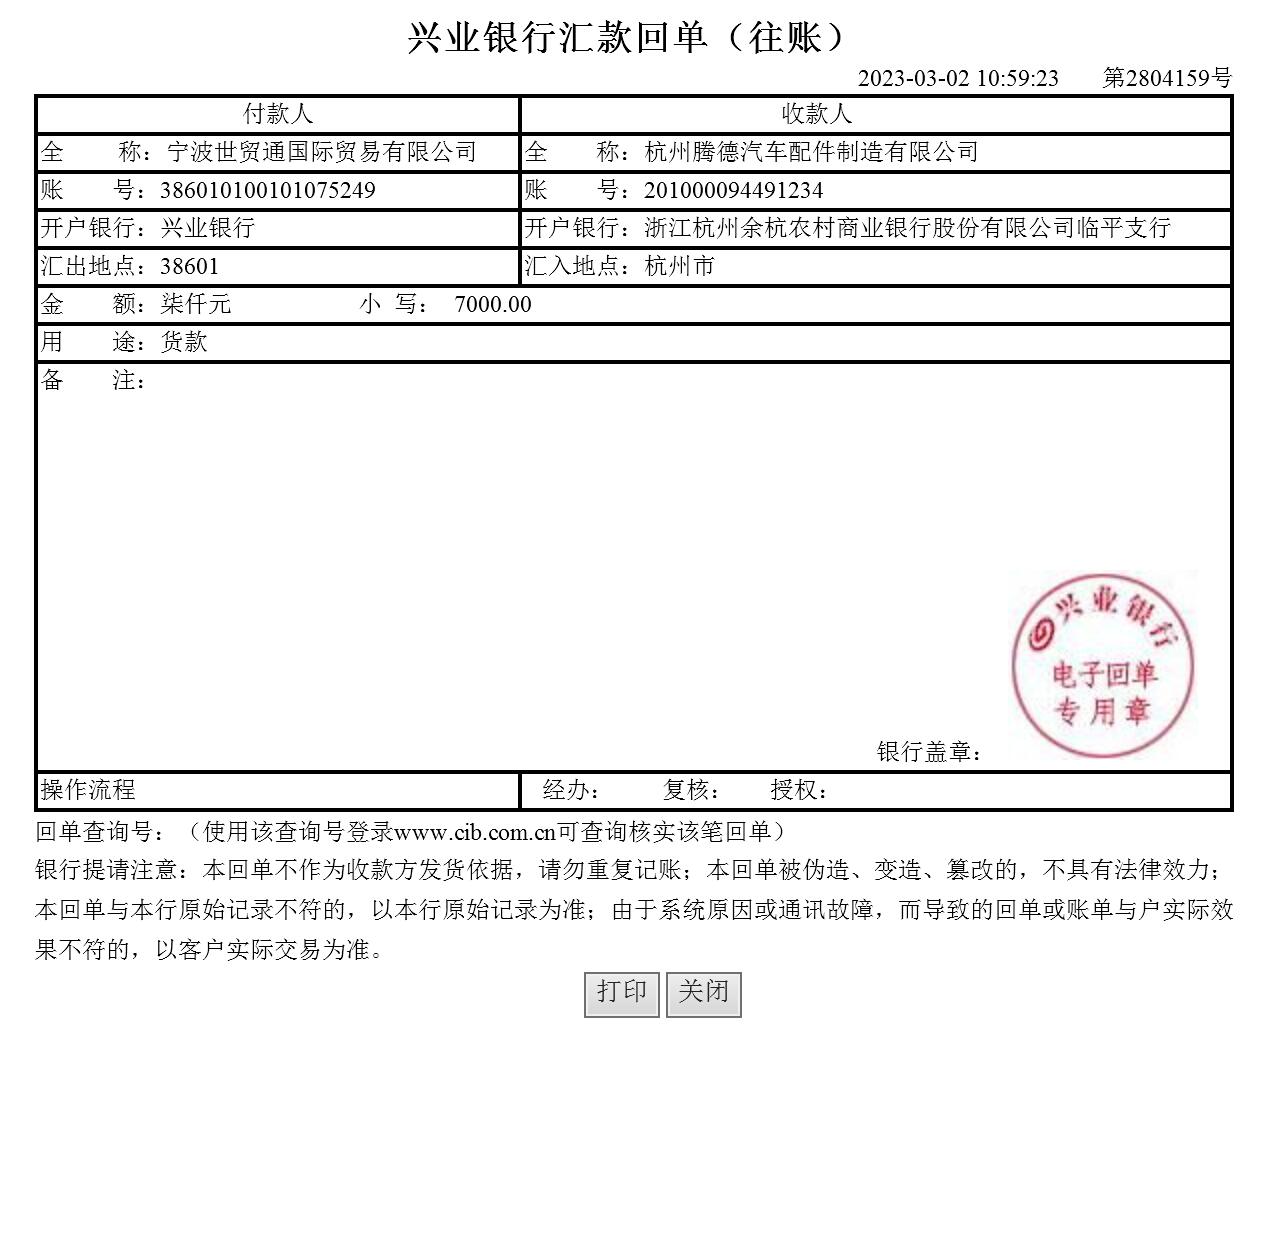 兴业银行汇款回单（往账）
2023-03-02 10:59:23 第2804159号
付款人 收款人
全 称：宁波世贸通国际贸易有限公司 全 称：杭州腾德汽车配件制造有限公司
账 号：386010100101075249 账 号：201000094491234
开户银行：兴业银行 开户银行：浙江杭州余杭农村商业银行股份有限公司临平支行
汇出地点：38601 汇入地点：杭州市
金 额：柒仟元 小 写： 7000.00
用 途：货款
备 注：
兴业银行
电子回单
专用章
银行盖章：
操作流程 经办： 复核： 授权：
回单查询号：（使用该查询号登录www.cib.com.cn可查询核实该笔回单）
银行提请注意：本回单不作为收款方发货依据，请勿重复记账；本回单被伪造、变造、篡改的，不具有法律效力；
本回单与本行原始记录不符的，以本行原始记录为准；由于系统原因或通讯故障，而导致的回单或账单与户实际效
果不符的，以客户实际交易为准。
打印 关闭